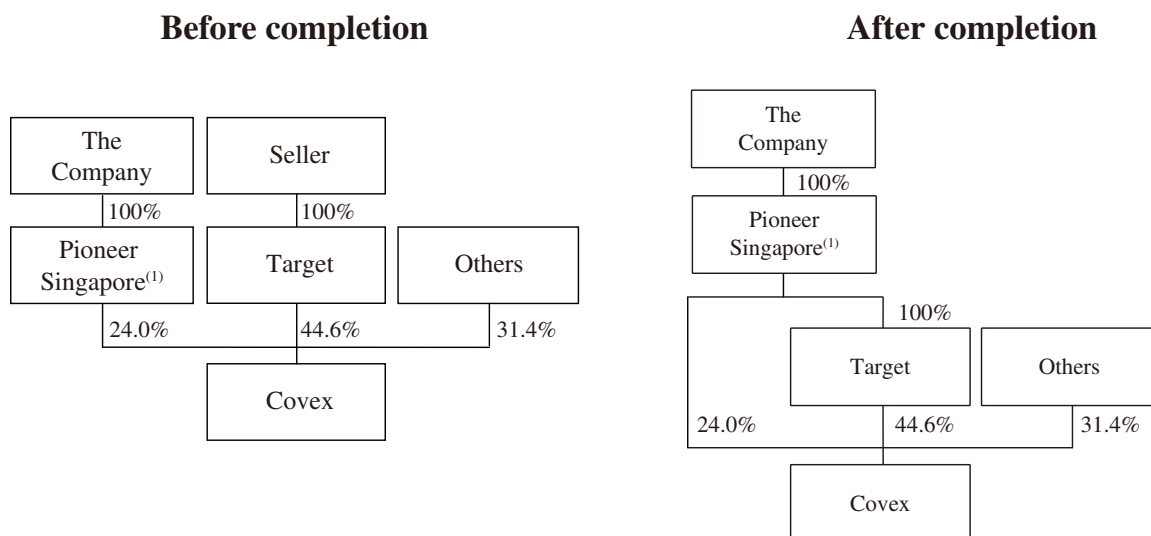 Before completion
The
Company
Seller
100%
100%
Pioneer
Singapore(1)
Target
Others
24.0%
44.6%
31.4%
Covex
After completion
The
Company
100%
Pioneer
Singapore(1)
100%
Target
Others
24.0%
44.6%
31.4%
Covex